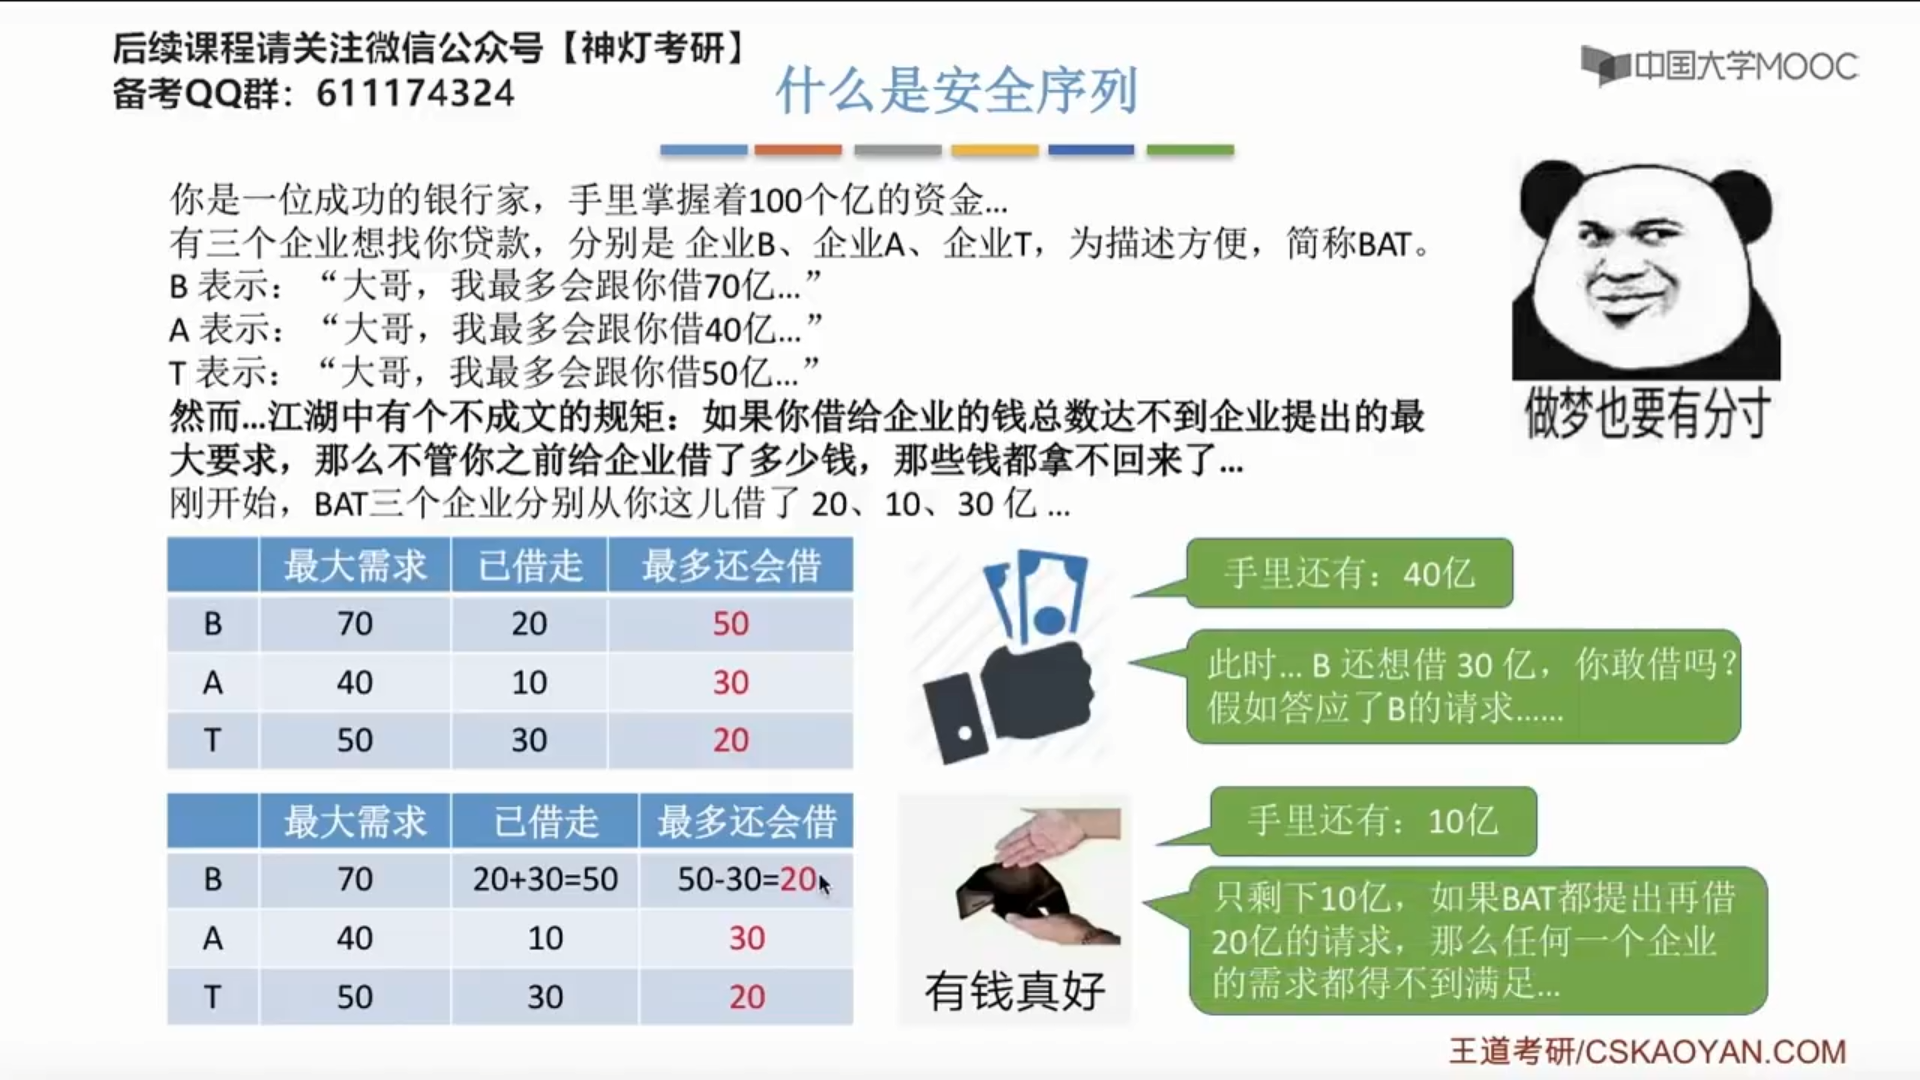 后续课程请关注微信公众号【神灯考研】
备考QQ群：611174324
什么是安全序列
中国大学MOOC
你是一位成功的银行家，手里掌握着100个亿的资金...
有三个企业想找你贷款，分别是 企业B、企业A、企业T，为描述方便，简称BAT。
B 表示：“大哥，我最多会跟你借70亿...”
A 表示：“大哥，我最多会跟你借40亿...”
T 表示：“大哥，我最多会跟你借50亿...”
然而...江湖中有个不成文的规矩：如果你借给企业的钱总数达不到企业提出的最
大要求，那么不管你之前给企业借了多少钱，那些钱都拿不回来了...
刚开始，BAT三个企业分别从你这儿借了 20、10、30 亿 ...
做梦也要有分寸
最大需求 已借走 最多还会借
B 70 20 50
A 40 10 30
T 50 30 20
手里还有：40亿
此时... B 还想借 30 亿，你敢借吗？
假如答应了B的请求......
最大需求 已借走 最多还会借
B 70 20+30=50 50-30=20
A 40 10 30
T 50 30 20
有钱真好
手里还有：10亿
只剩下10亿，如果BAT都提出再借
20亿的请求，那么任何一个企业
的需求都得不到满足...
王道考研/CSKAOYAN.COM